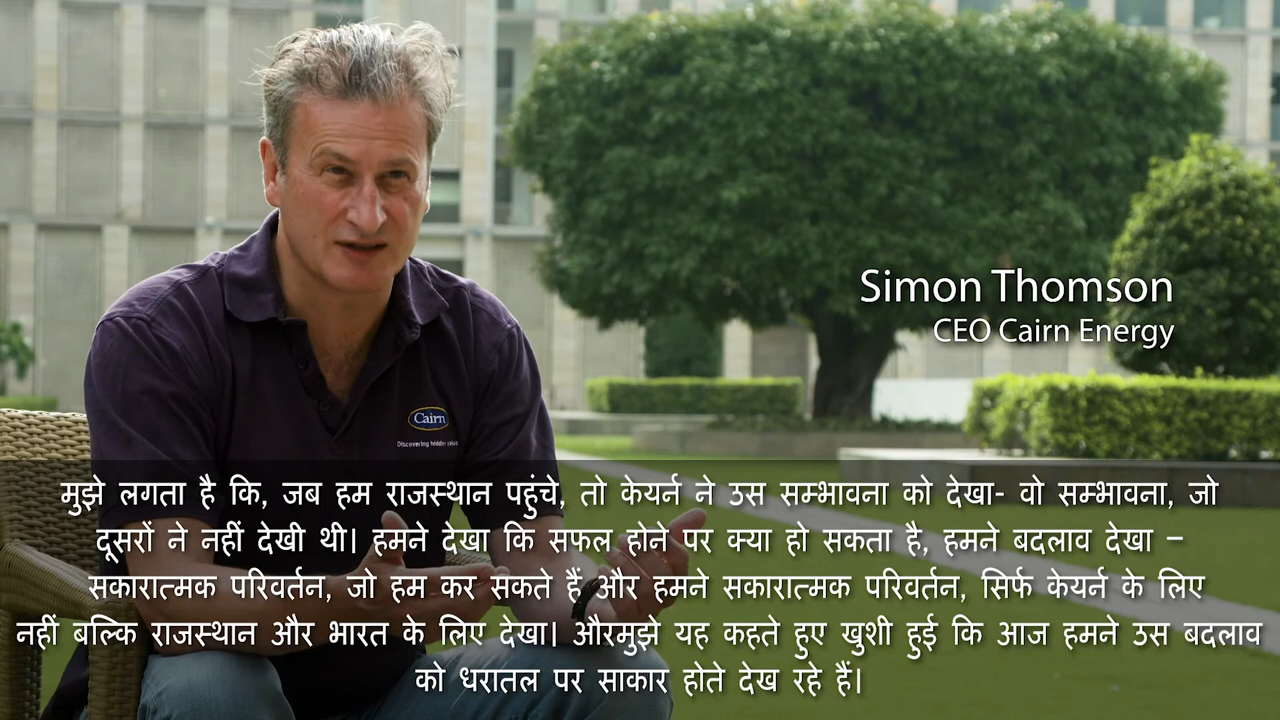 Simon Thomson
CEO Cairn Energy
Cairn
Discovering hidden value
मुझे लगता है कि, जब हम राजस्थान पहुंचे, तो केयर्न ने उस सम्भावना को देखा- वो सम्भावना, जो
दूसरों ने नहीं देखी थी। हमने देखा कि सफल होने पर क्या हो सकता है, हमने बदलाव देखा –
सकारात्मक परिवर्तन, जो हम कर सकते हैं और हमने सकारात्मक परिवर्तन, सिर्फ केयर्न के लिए
नहीं बल्कि राजस्थान और भारत के लिए देखा। औरमुझे यह कहते हुए खुशी हुई कि आज हमने उस बदलाव
को धरातल पर साकार होते देख रहे हैं।